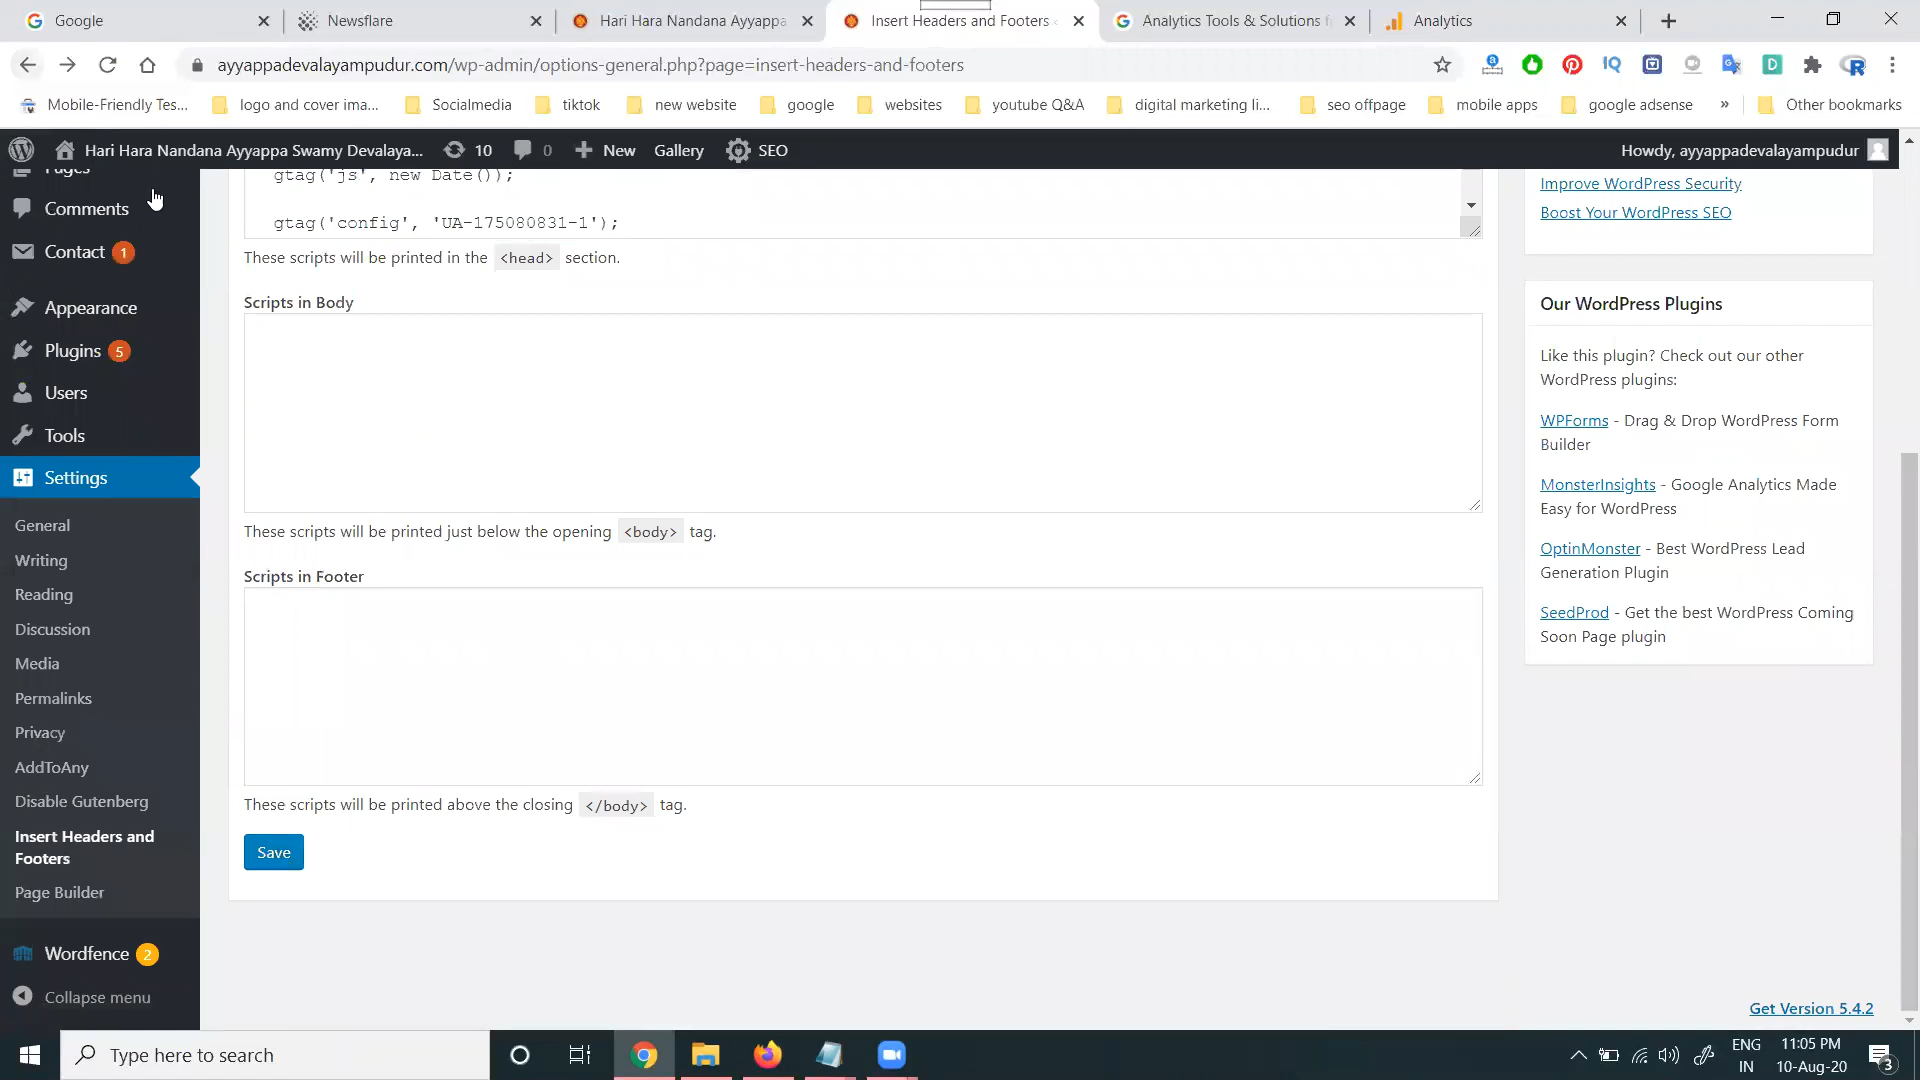 Google
Newsflare
Hari Hara Nandana Ayyappa
Insert Headers and Footers
Analytics Tools & Solutions f
Analytics
ayyappadevalayampudur.com/wp-admin/options-general.php?page=insert-headers-and-footers
Mobile-Friendly Tes...
logo and cover ima...
Socialmedia
tiktok
new website
google
websites
youtube Q&A
digital marketing li...
seo offpage
mobile apps
google adsense
»
Other bookmarks
Hari Hara Nandana Ayyappa Swamy Devalaya...
10
0
New
Gallery
SEO
Howdy, ayyappadevalayampudur
Pages
Comments
Contact 1
Appearance
Plugins 5
Users
Tools
Settings
General
Writing
Reading
Discussion
Media
Permalinks
Privacy
AddToAny
Disable Gutenberg
Insert Headers and
Footers
Page Builder
Wordfence 2
Collapse menu
gtag('js', new Date());
gtag('config', 'UA-175080831-1');
These scripts will be printed in the <head> section.
Scripts in Body
These scripts will be printed just below the opening <body> tag.
Scripts in Footer
These scripts will be printed above the closing </body> tag.
Save
Improve WordPress Security
Boost Your WordPress SEO
Our WordPress Plugins
Like this plugin? Check out our other
WordPress plugins:
WPForms - Drag & Drop WordPress Form
Builder
MonsterInsights - Google Analytics Made
Easy for WordPress
OptinMonster - Best WordPress Lead
Generation Plugin
SeedProd - Get the best WordPress Coming
Soon Page plugin
Get Version 5.4.2
Type here to search
ENG
IN
11:05 PM
10-Aug-20
3